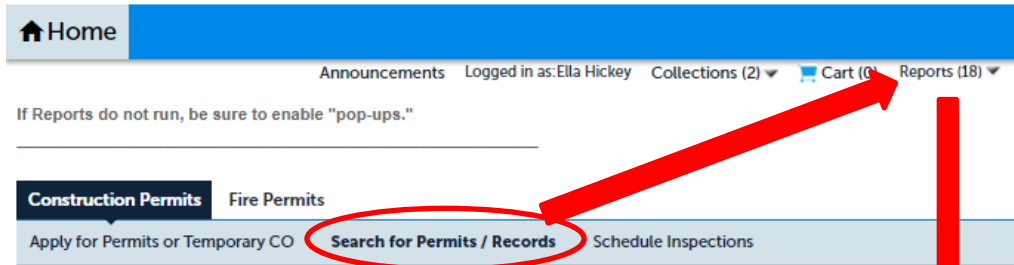 Home
Announcements Logged in as:Ella Hickey Collections (2) Cart (0) Reports (18)
If Reports do not run, be sure to enable "pop-ups."
Construction Permits Fire Permits
Apply for Permits or Temporary CO Search for Permits / Records Schedule Inspections